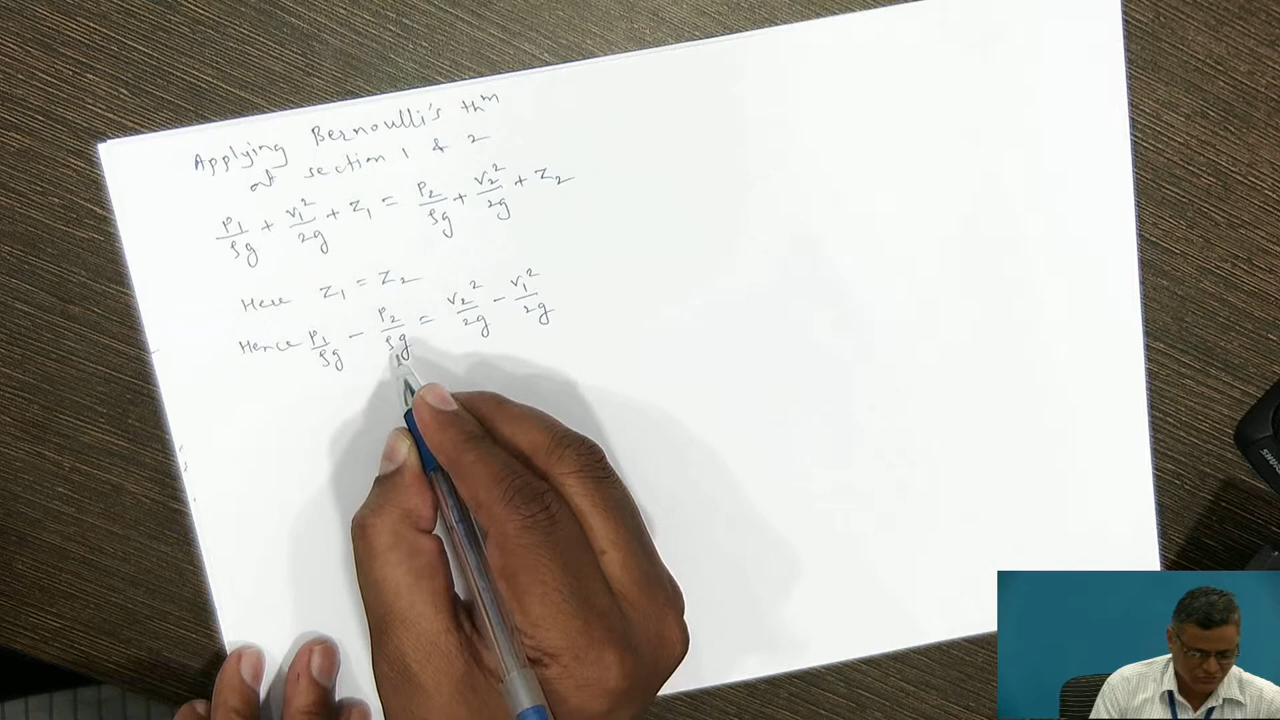 Applying Bernoulli's thm
at section 1 & 2
P1/ρg + V1²/2g + Z1 = P2/ρg + V2²/2g + Z2
Here Z1 = Z2
Hence P1/ρg − P2/ρg = V2²/2g − V1²/2g